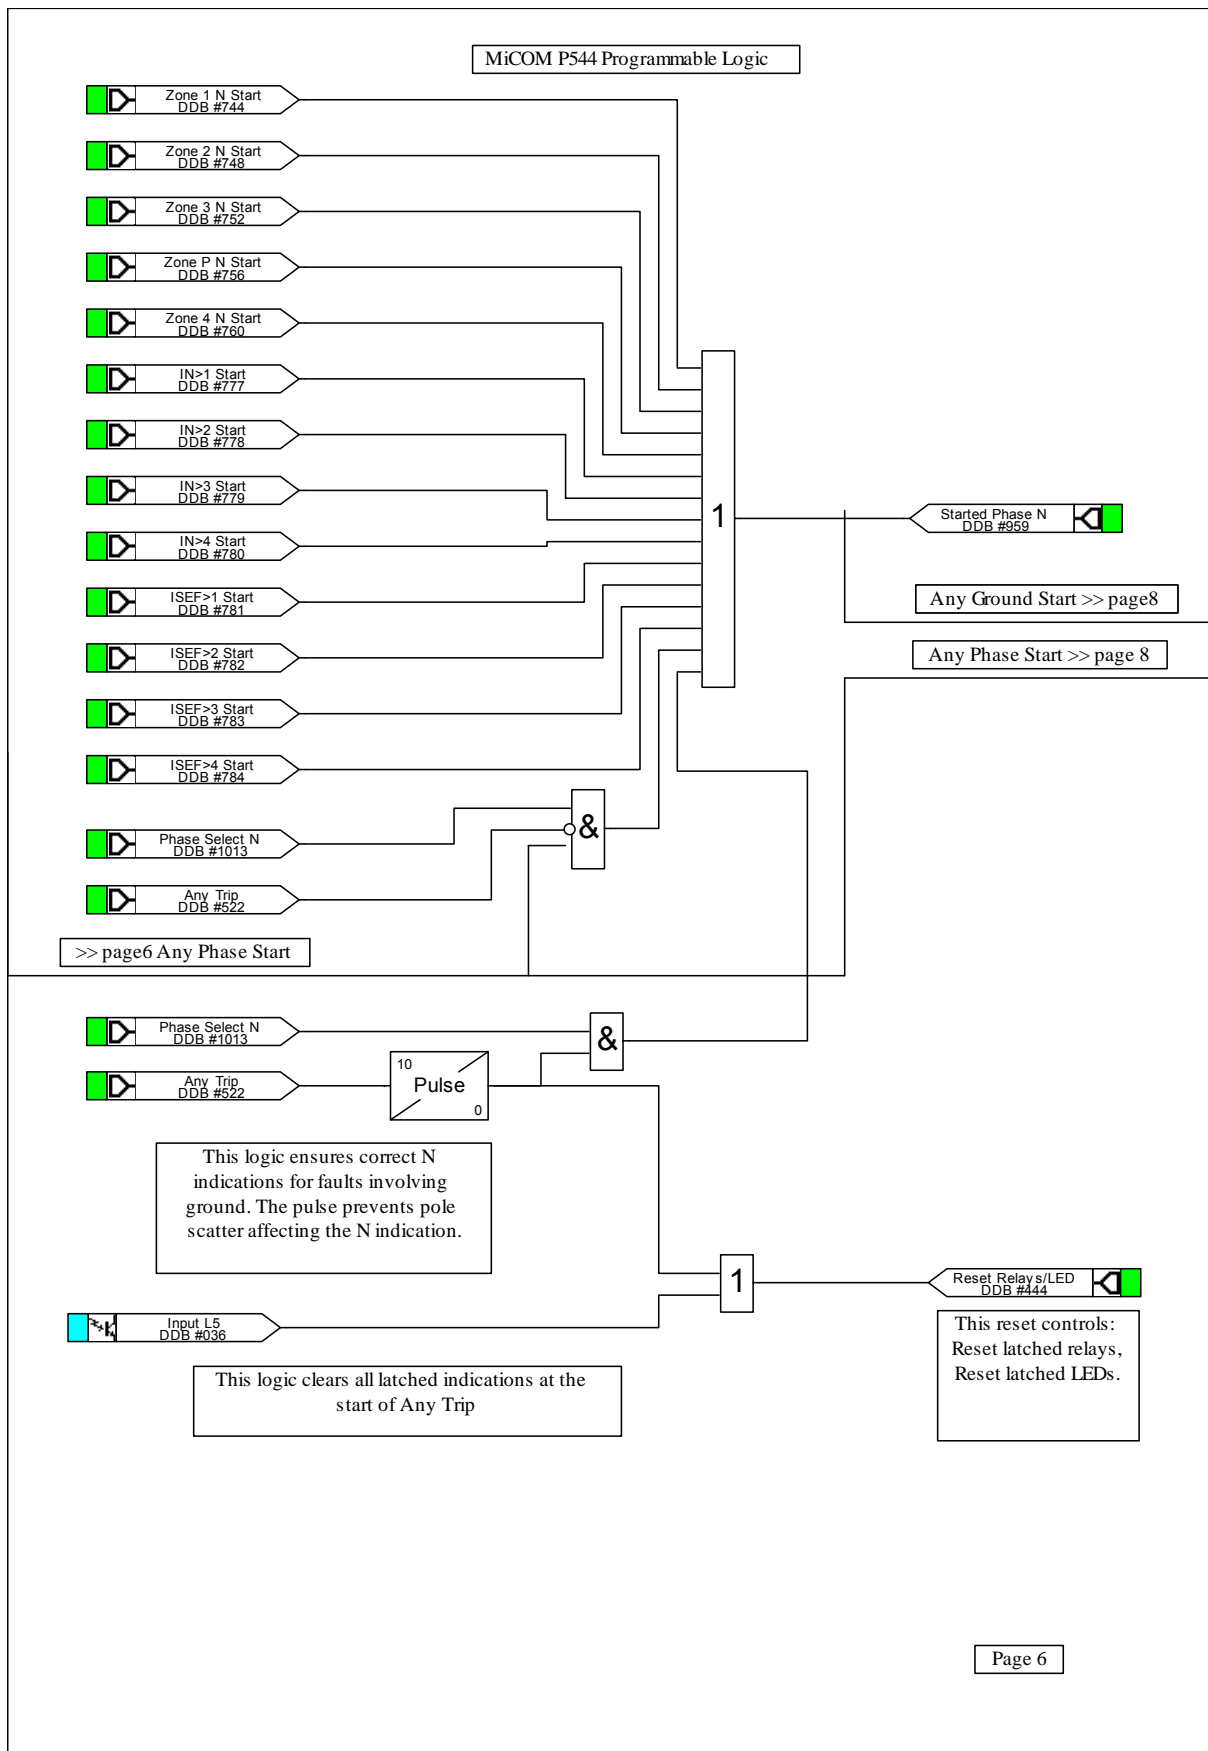 MiCOM P544 Programmable Logic
Zone 1 N Start
DDB #744
Zone 2 N Start
DDB #748
Zone 3 N Start
DDB #752
Zone P N Start
DDB #756
Zone 4 N Start
DDB #760
IN>1 Start
DDB #777
IN>2 Start
DDB #778
IN>3 Start
DDB #779
IN>4 Start
DDB #780
ISEF>1 Start
DDB #781
ISEF>2 Start
DDB #782
ISEF>3 Start
DDB #783
ISEF>4 Start
DDB #784
1
Started Phase N
DDB #959
Any Ground Start >> page8
Any Phase Start >> page 8
Phase Select N
DDB #1013
&
Any Trip
DDB #522
>> page6 Any Phase Start
Phase Select N
DDB #1013
&
Any Trip
DDB #522
10
Pulse
0
This logic ensures correct N
indications for faults involving
ground. The pulse prevents pole
scatter affecting the N indication.
1
Reset Relays/LED
DDB #444
Input L5
DDB #036
This reset controls:
Reset latched relays,
Reset latched LEDs.
This logic clears all latched indications at the
start of Any Trip
Page 6